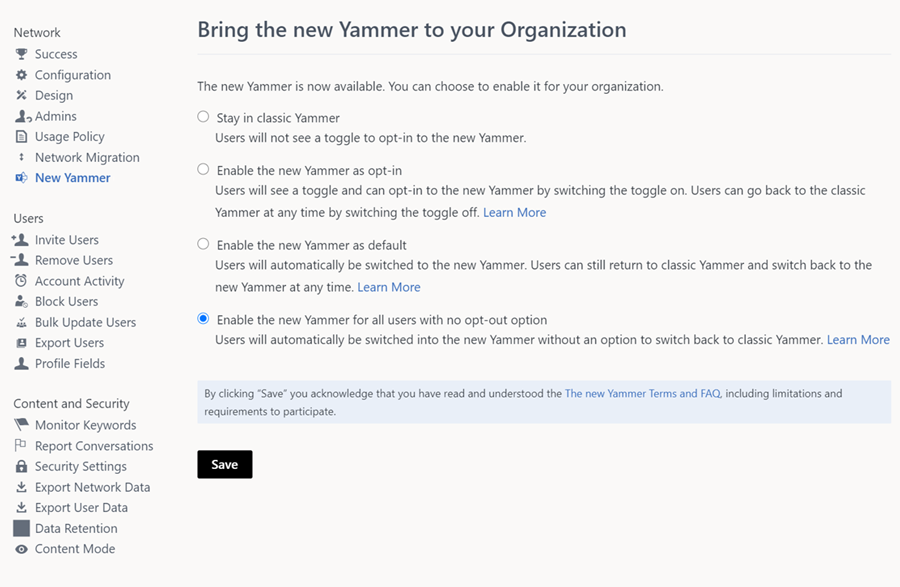 Network
Success
Configuration
Design
Admins
Usage Policy
Network Migration
New Yammer
Users
Invite Users
Remove Users
Account Activity
Block Users
Bulk Update Users
Export Users
Profile Fields
Content and Security
Monitor Keywords
Report Conversations
Security Settings
Export Network Data
Export User Data
Data Retention
Content Mode
Bring the new Yammer to your Organization
The new Yammer is now available. You can choose to enable it for your organization.
Stay in classic Yammer
Users will not see a toggle to opt-in to the new Yammer.
Enable the new Yammer as opt-in
Users will see a toggle and can opt-in to the new Yammer by switching the toggle on. Users can go back to the classic
Yammer at any time by switching the toggle off. Learn More
Enable the new Yammer as default
Users will automatically be switched to the new Yammer. Users can still return to classic Yammer and switch back to the
new Yammer at any time. Learn More
Enable the new Yammer for all users with no opt-out option
Users will automatically be switched into the new Yammer without an option to switch back to classic Yammer. Learn More
By clicking “Save” you acknowledge that you have read and understood the The new Yammer Terms and FAQ, including limitations and
requirements to participate.
Save